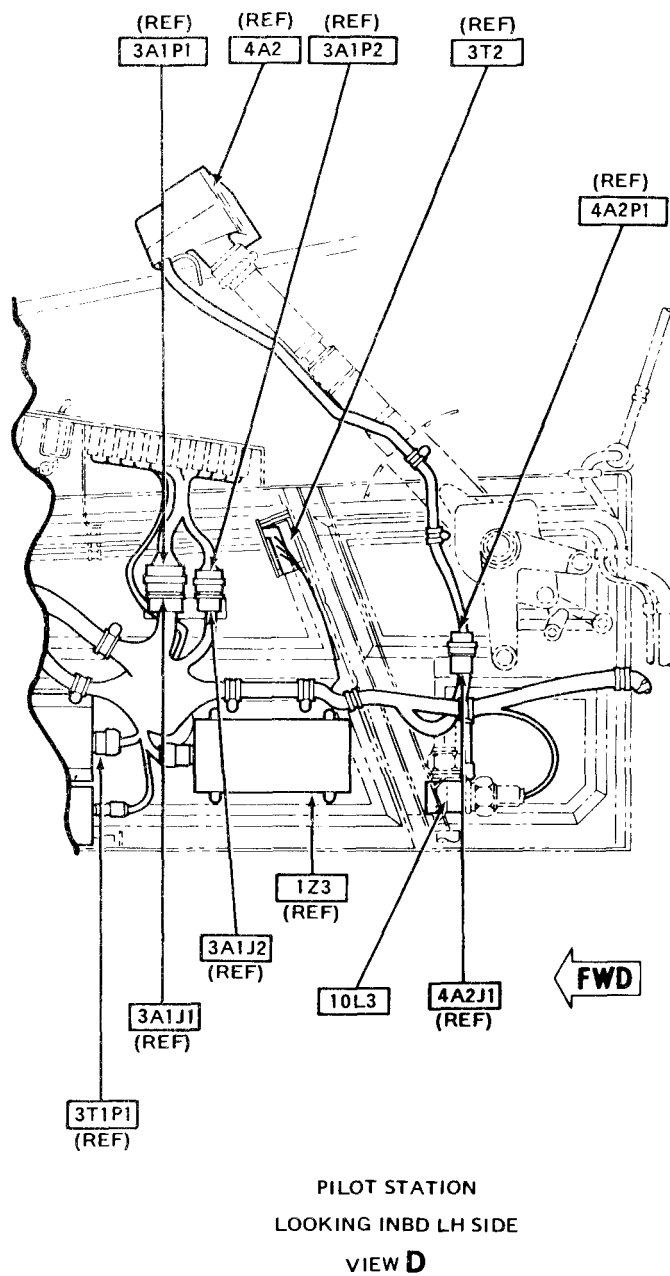 (REF) (REF) (REF) (REF)
3A1P1 4A2 3A1P2 3T2
(REF)
4A2P1
1Z3
(REF)
3A1J2
(REF)
10L3
4A2J1
(REF)
FWD
3A1J1
(REF)
3T1P1
(REF)
PILOT STATION
LOOKING INBD LH SIDE
VIEW D